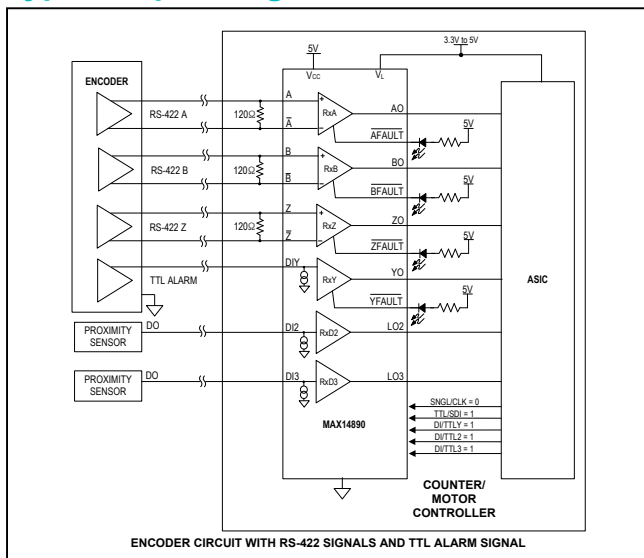 COUNTER/
MOTOR
CONTROLLER
3.3V to 5V
5V
VCC
VL
ENCODER
RS-422 A
120Ω
A
A
+
−
RxA
AO
AFAULT
5V
RS-422 B
120Ω
B
B
+
−
RxB
BO
BFAULT
5V
RS-422 Z
120Ω
Z
Z
+
−
RxZ
ZO
ZFAULT
5V
TTL ALARM
DIY
RxY
YO
YFAULT
5V
ASIC
PROXIMITY
SENSOR
DO
DI2
RxD2
LO2
PROXIMITY
SENSOR
DO
DI3
RxD3
LO3
MAX14890
SNGL/CLK = 0
TTL/SDI = 1
DI/TTLY = 1
DI/TTL2 = 1
DI/TTL3 = 1
ENCODER CIRCUIT WITH RS-422 SIGNALS AND TTL ALARM SIGNAL